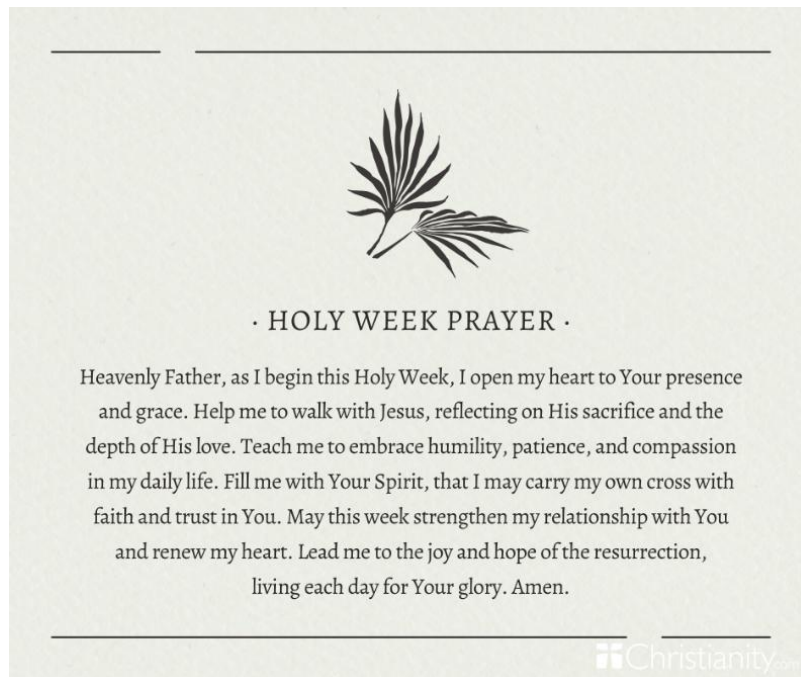 · HOLY WEEK PRAYER ·
Heavenly Father, as I begin this Holy Week, I open my heart to Your presence
and grace. Help me to walk with Jesus, reflecting on His sacrifice and the
depth of His love. Teach me to embrace humility, patience, and compassion
in my daily life. Fill me with Your Spirit, that I may carry my own cross with
faith and trust in You. May this week strengthen my relationship with You
and renew my heart. Lead me to the joy and hope of the resurrection,
living each day for Your glory. Amen.
Christianity.com